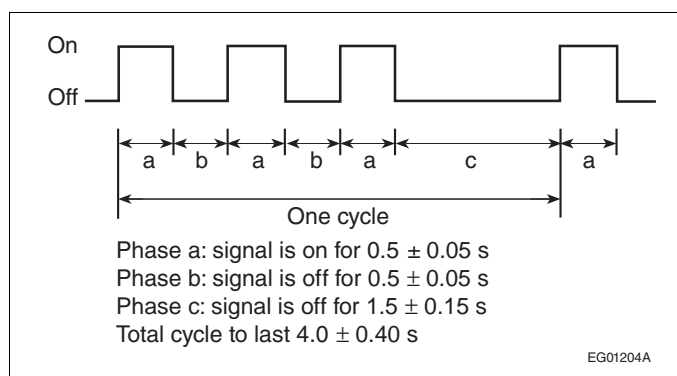 On
Off
a b a b a c a
One cycle
Phase a: signal is on for 0.5 ± 0.05 s
Phase b: signal is off for 0.5 ± 0.05 s
Phase c: signal is off for 1.5 ± 0.15 s
Total cycle to last 4.0 ± 0.40 s
EG01204A